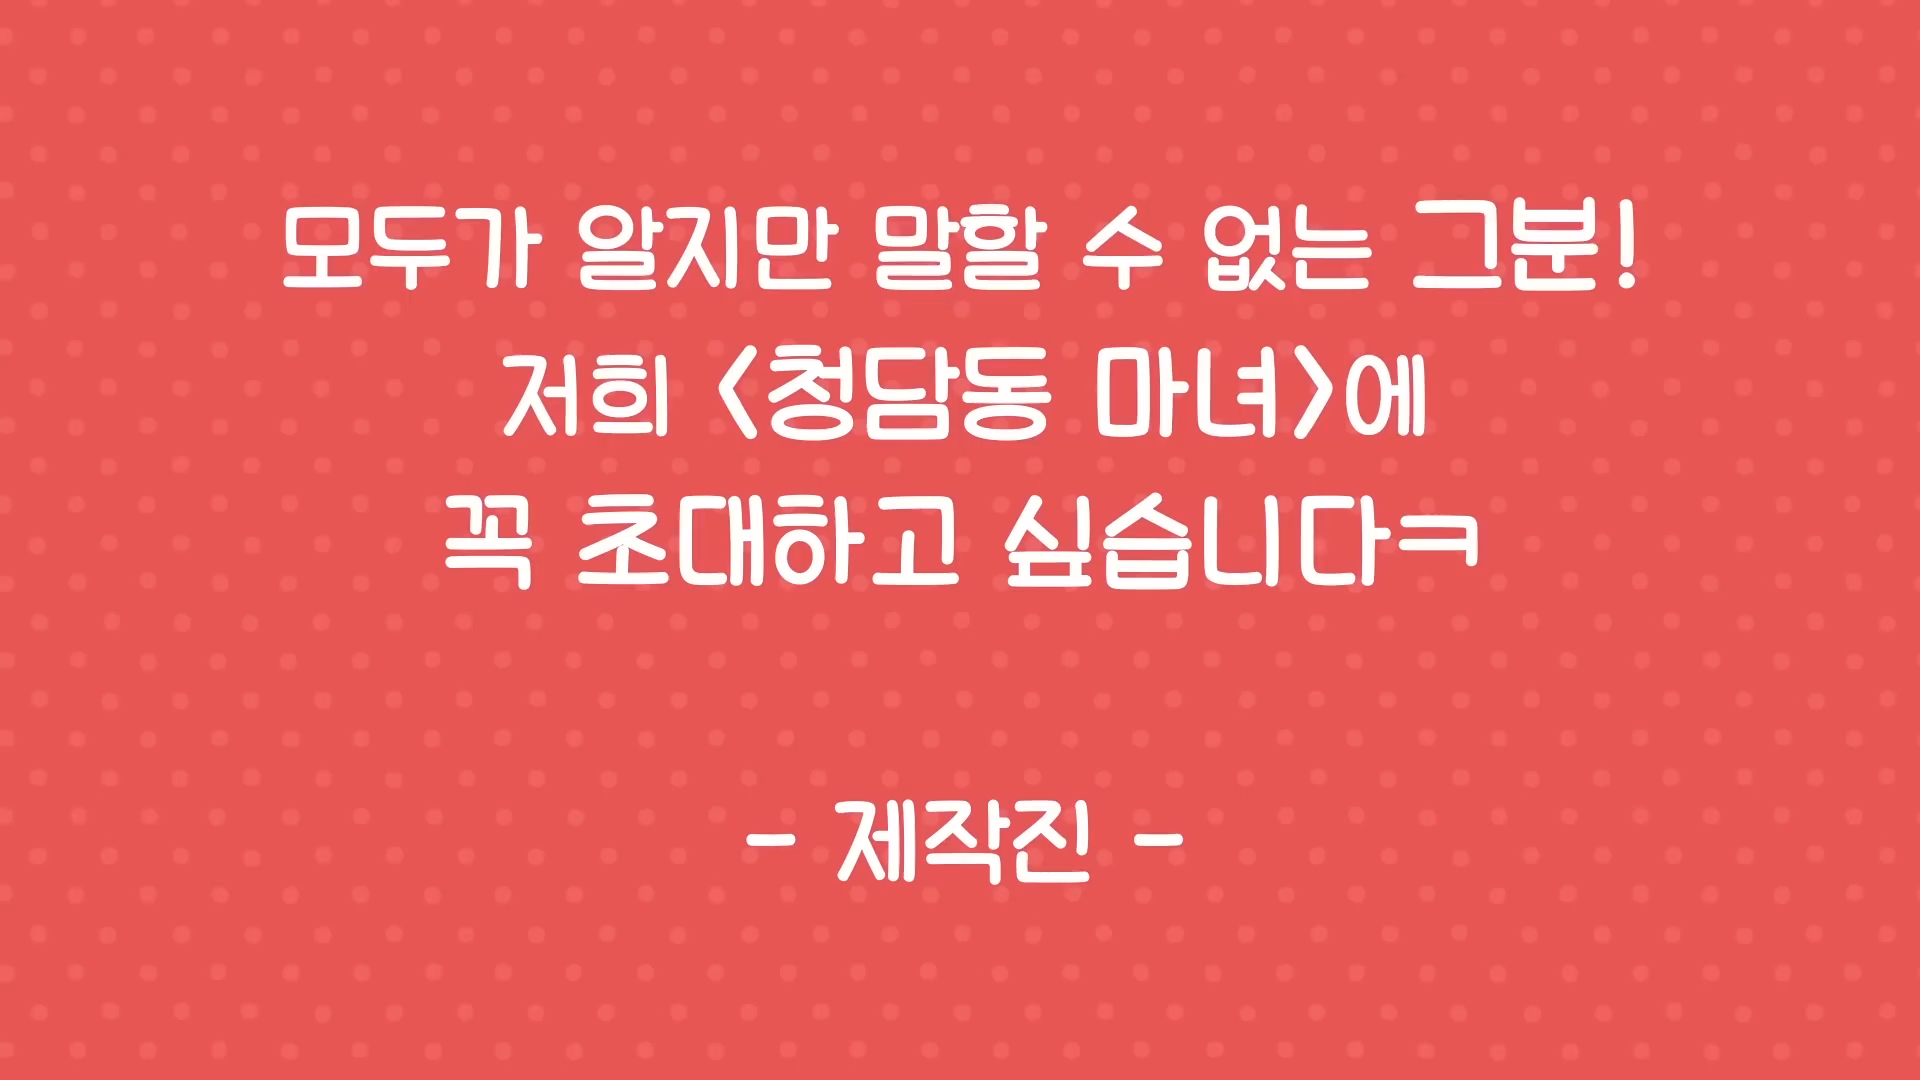 모두가 알지만 말할 수 없는 그분!
저희 <청담동 마녀>에
꼭 초대하고 싶습니다ㅋ
- 제작진 -